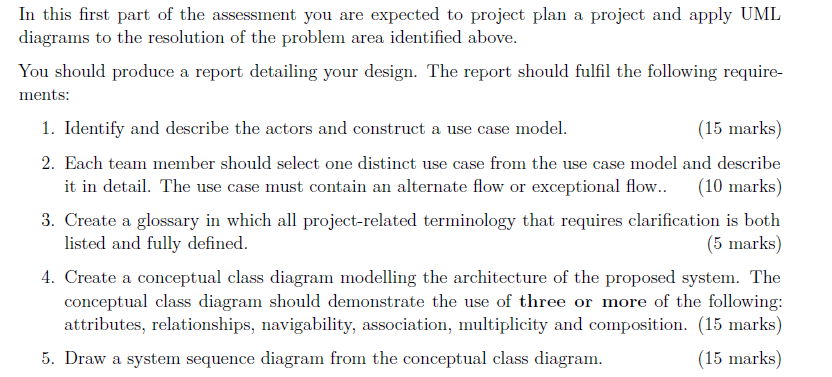 In this first part of the assessment you are expected to project plan a project and apply UML
diagrams to the resolution of the problem area identified above.
You should produce a report detailing your design. The report should fulfil the following require-
ments:
1. Identify and describe the actors and construct a use case model. (15 marks)
2. Each team member should select one distinct use case from the use case model and describe
it in detail. The use case must contain an alternate flow or exceptional flow.. (10 marks)
3. Create a glossary in which all project-related terminology that requires clarification is both
listed and fully defined. (5 marks)
4. Create a conceptual class diagram modelling the architecture of the proposed system. The
conceptual class diagram should demonstrate the use of three or more of the following:
attributes, relationships, navigability, association, multiplicity and composition. (15 marks)
5. Draw a system sequence diagram from the conceptual class diagram. (15 marks)